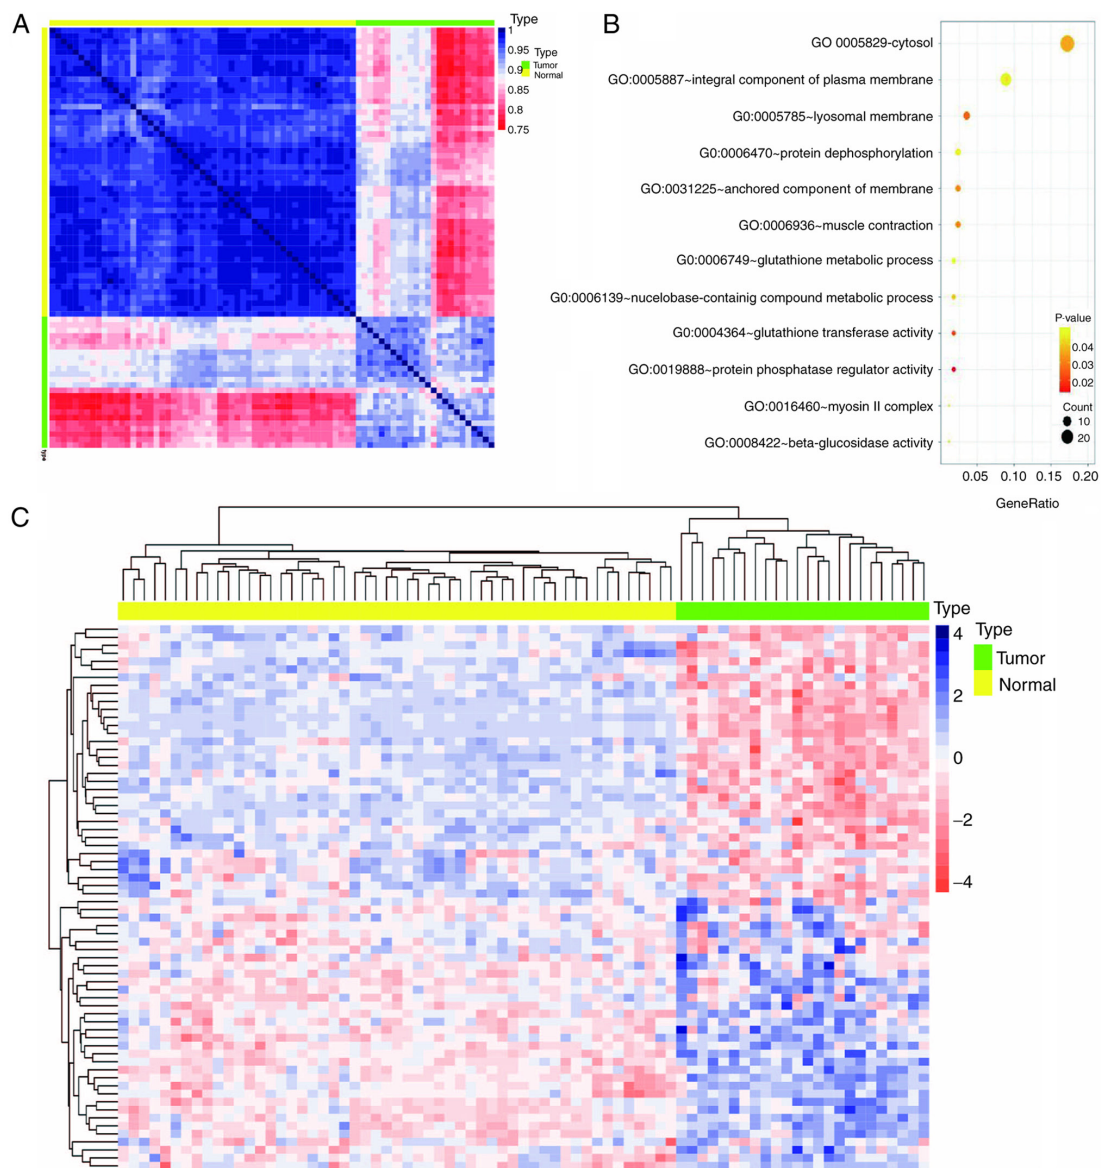 A
Type
1
0.95
0.9
0.85
0.8
0.75
Type
Tumor
Normal
type
B
GO 0005829-cytosol
GO:0005887~integral component of plasma membrane
G0:0005785~lyosomal membrane
G0:0006470~protein dephosphorylation
GO:0031225~anchored component of membrane
GO:0006936~muscle contraction
G0:0006749~glutathione metabolic process
G0:0006139~nucelobase-containig compound metabolic process
G0:0004364~glutathione transferase activity
GO:0019888~protein phosphatase regulator activity
GO:0016460~myosin II complex
GO:0008422~beta-glucosidase activity
P-value
0.04
0.03
0.02
Count
10
20
0.05 0.10 0.15 0.20
GeneRatio
C
Type
4
2
0
–2
–4
Type
Tumor
Normal